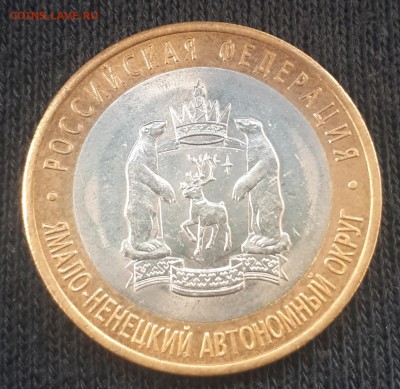 COINS.LAVE.RU
• РОССИЙСКАЯ ФЕДЕРАЦИЯ •
ЯМАЛО-НЕНЕЦКИЙ АВТОНОМНЫЙ ОКРУГ